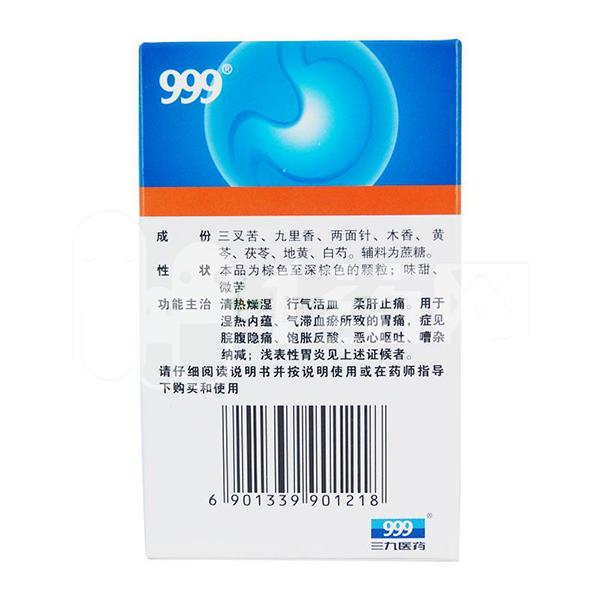 999®
成 份 三叉苦、九里香、两面针、木香、黄
芩、茯苓、地黄、白芍。辅料为蔗糖。
性 状 本品为棕色至深棕色的颗粒；味甜、
微苦
功能主治 清热燥湿 行气活血 柔肝止痛。用于
湿热内蕴、气滞血瘀所致的胃痛，症见
脘腹隐痛、饱胀反酸、恶心呕吐、嘈杂
纳减；浅表性胃炎见上述证候者。
请仔细阅读说明书并按说明使用或在药师指导
下购买和使用
6 901339 901218
999®
三九医药